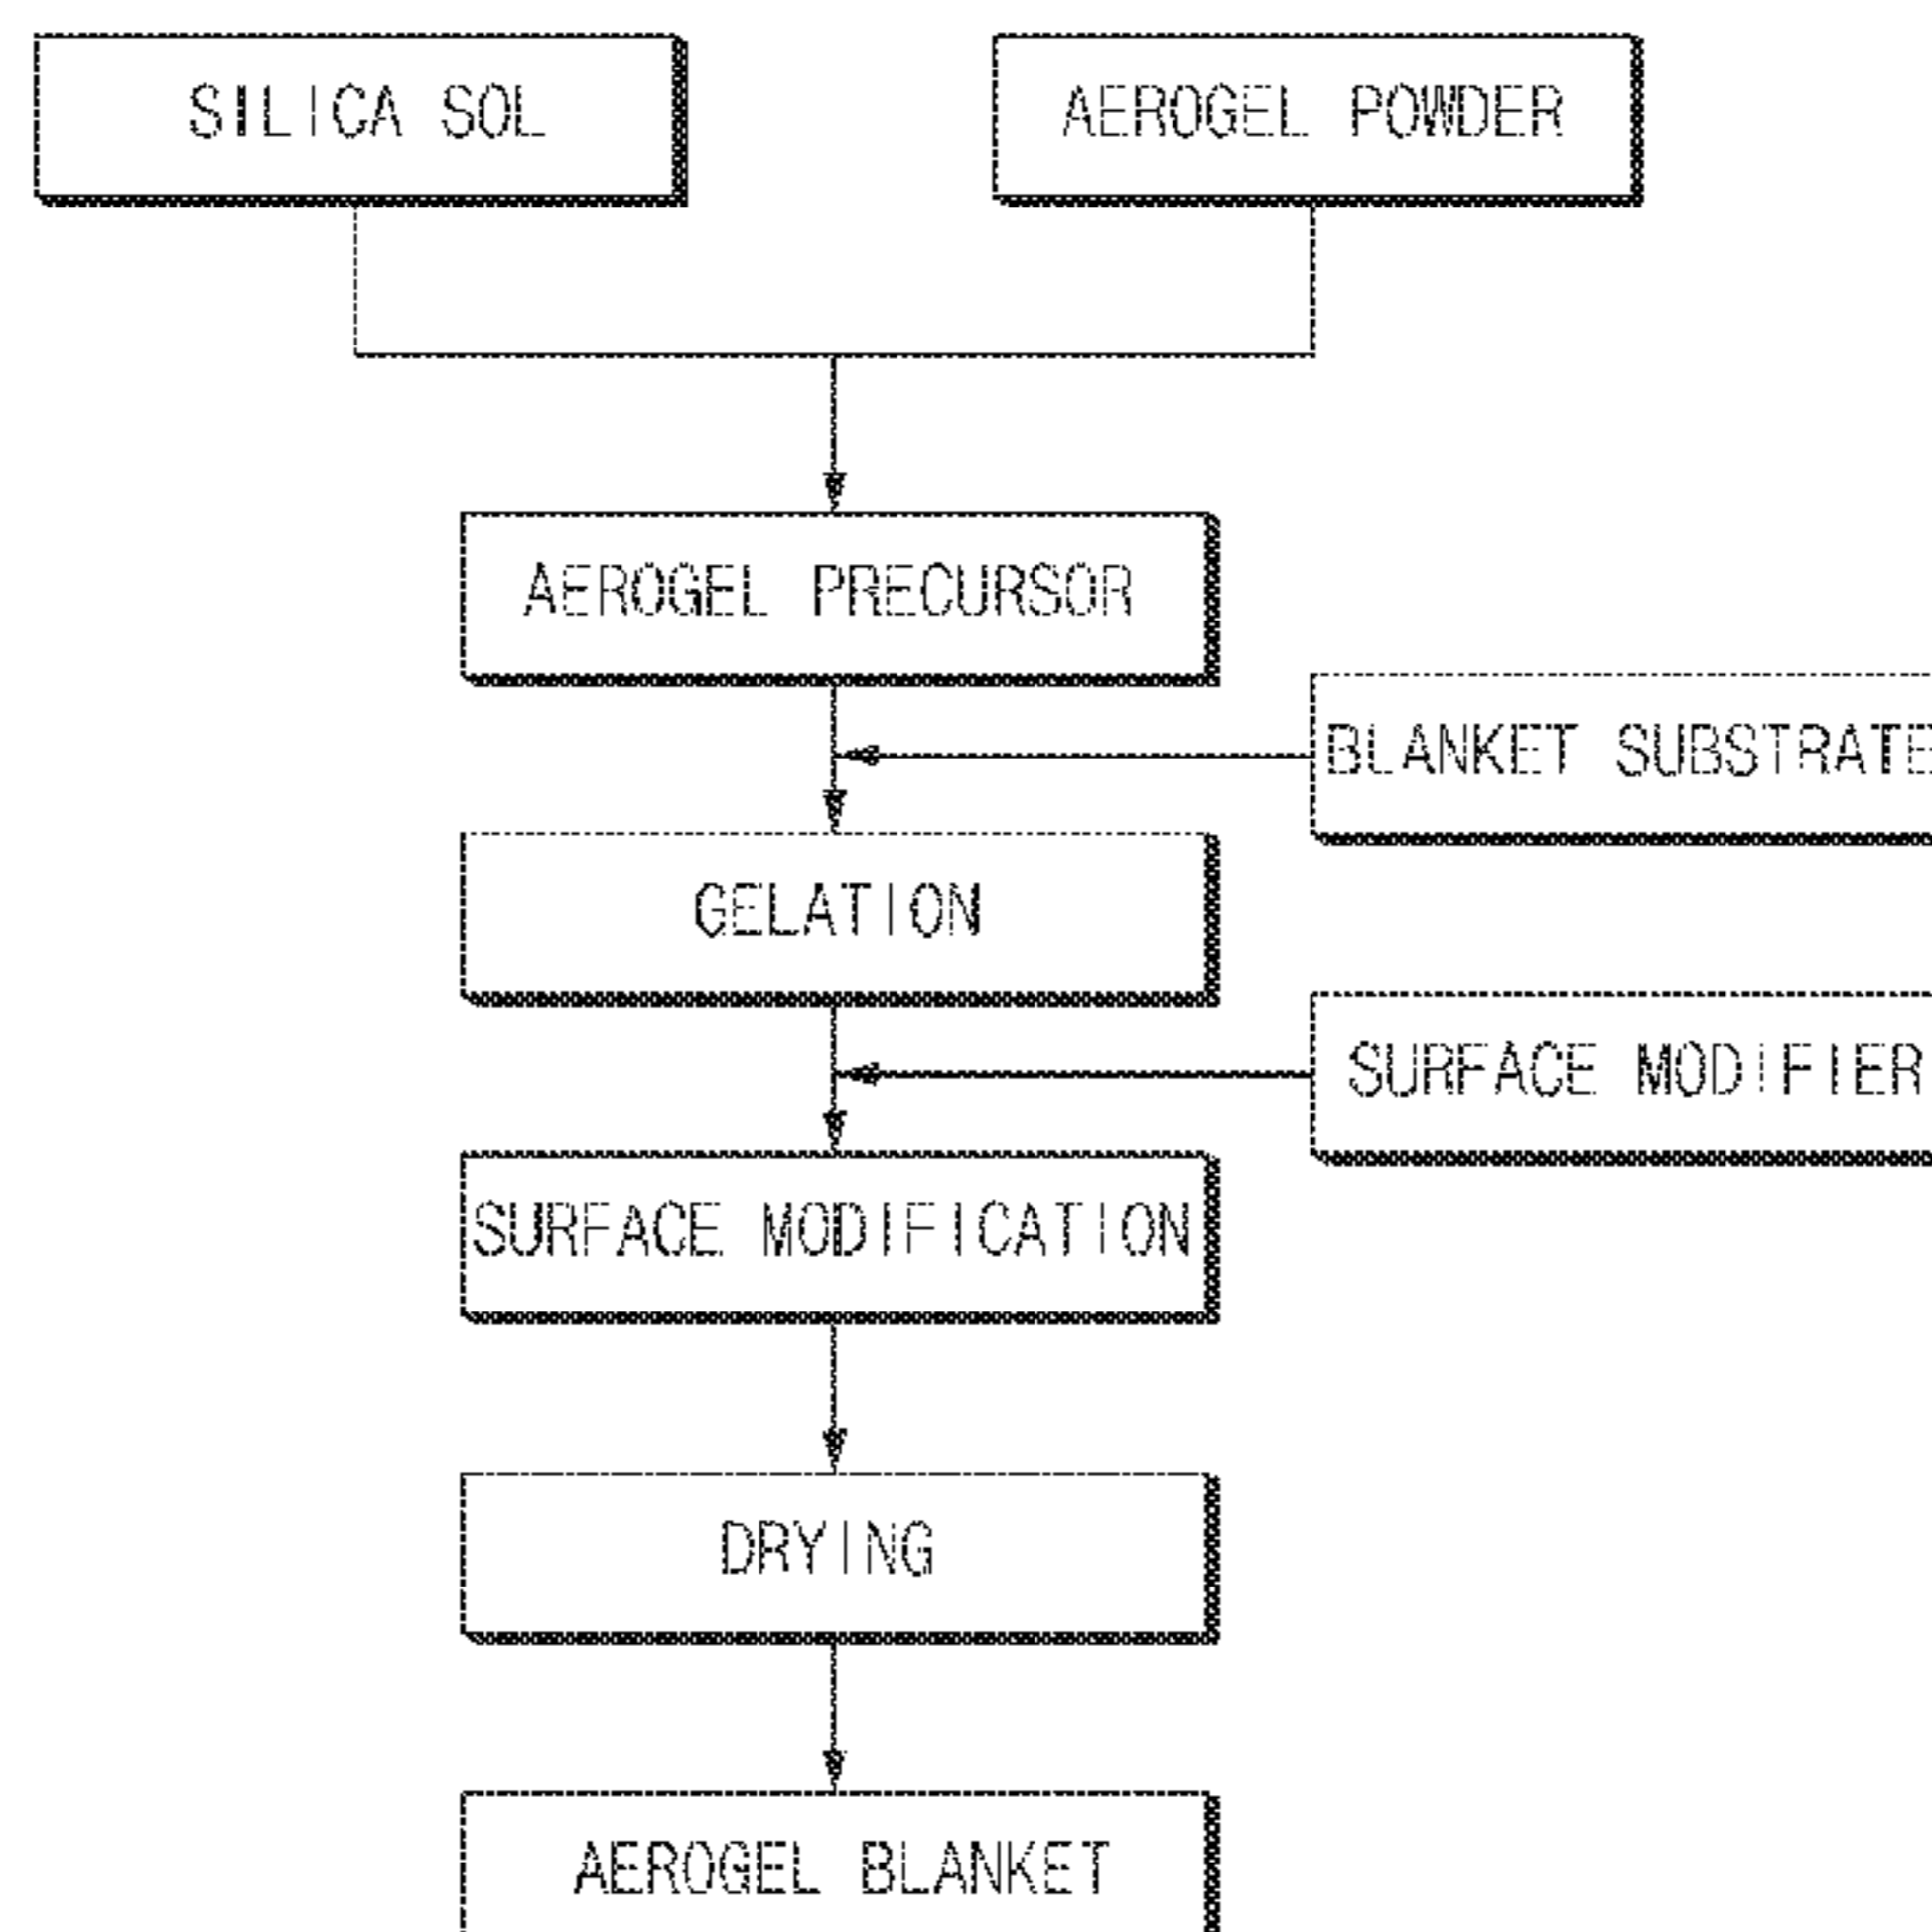 SILICA SOL
AEROGEL POWDER
AEROGEL PRECURSOR
BLANKET SUBSTRATE
GELATION
SURFACE MODIFIER
SURFACE MODIFICATION
DRYING
AEROGEL BLANKET